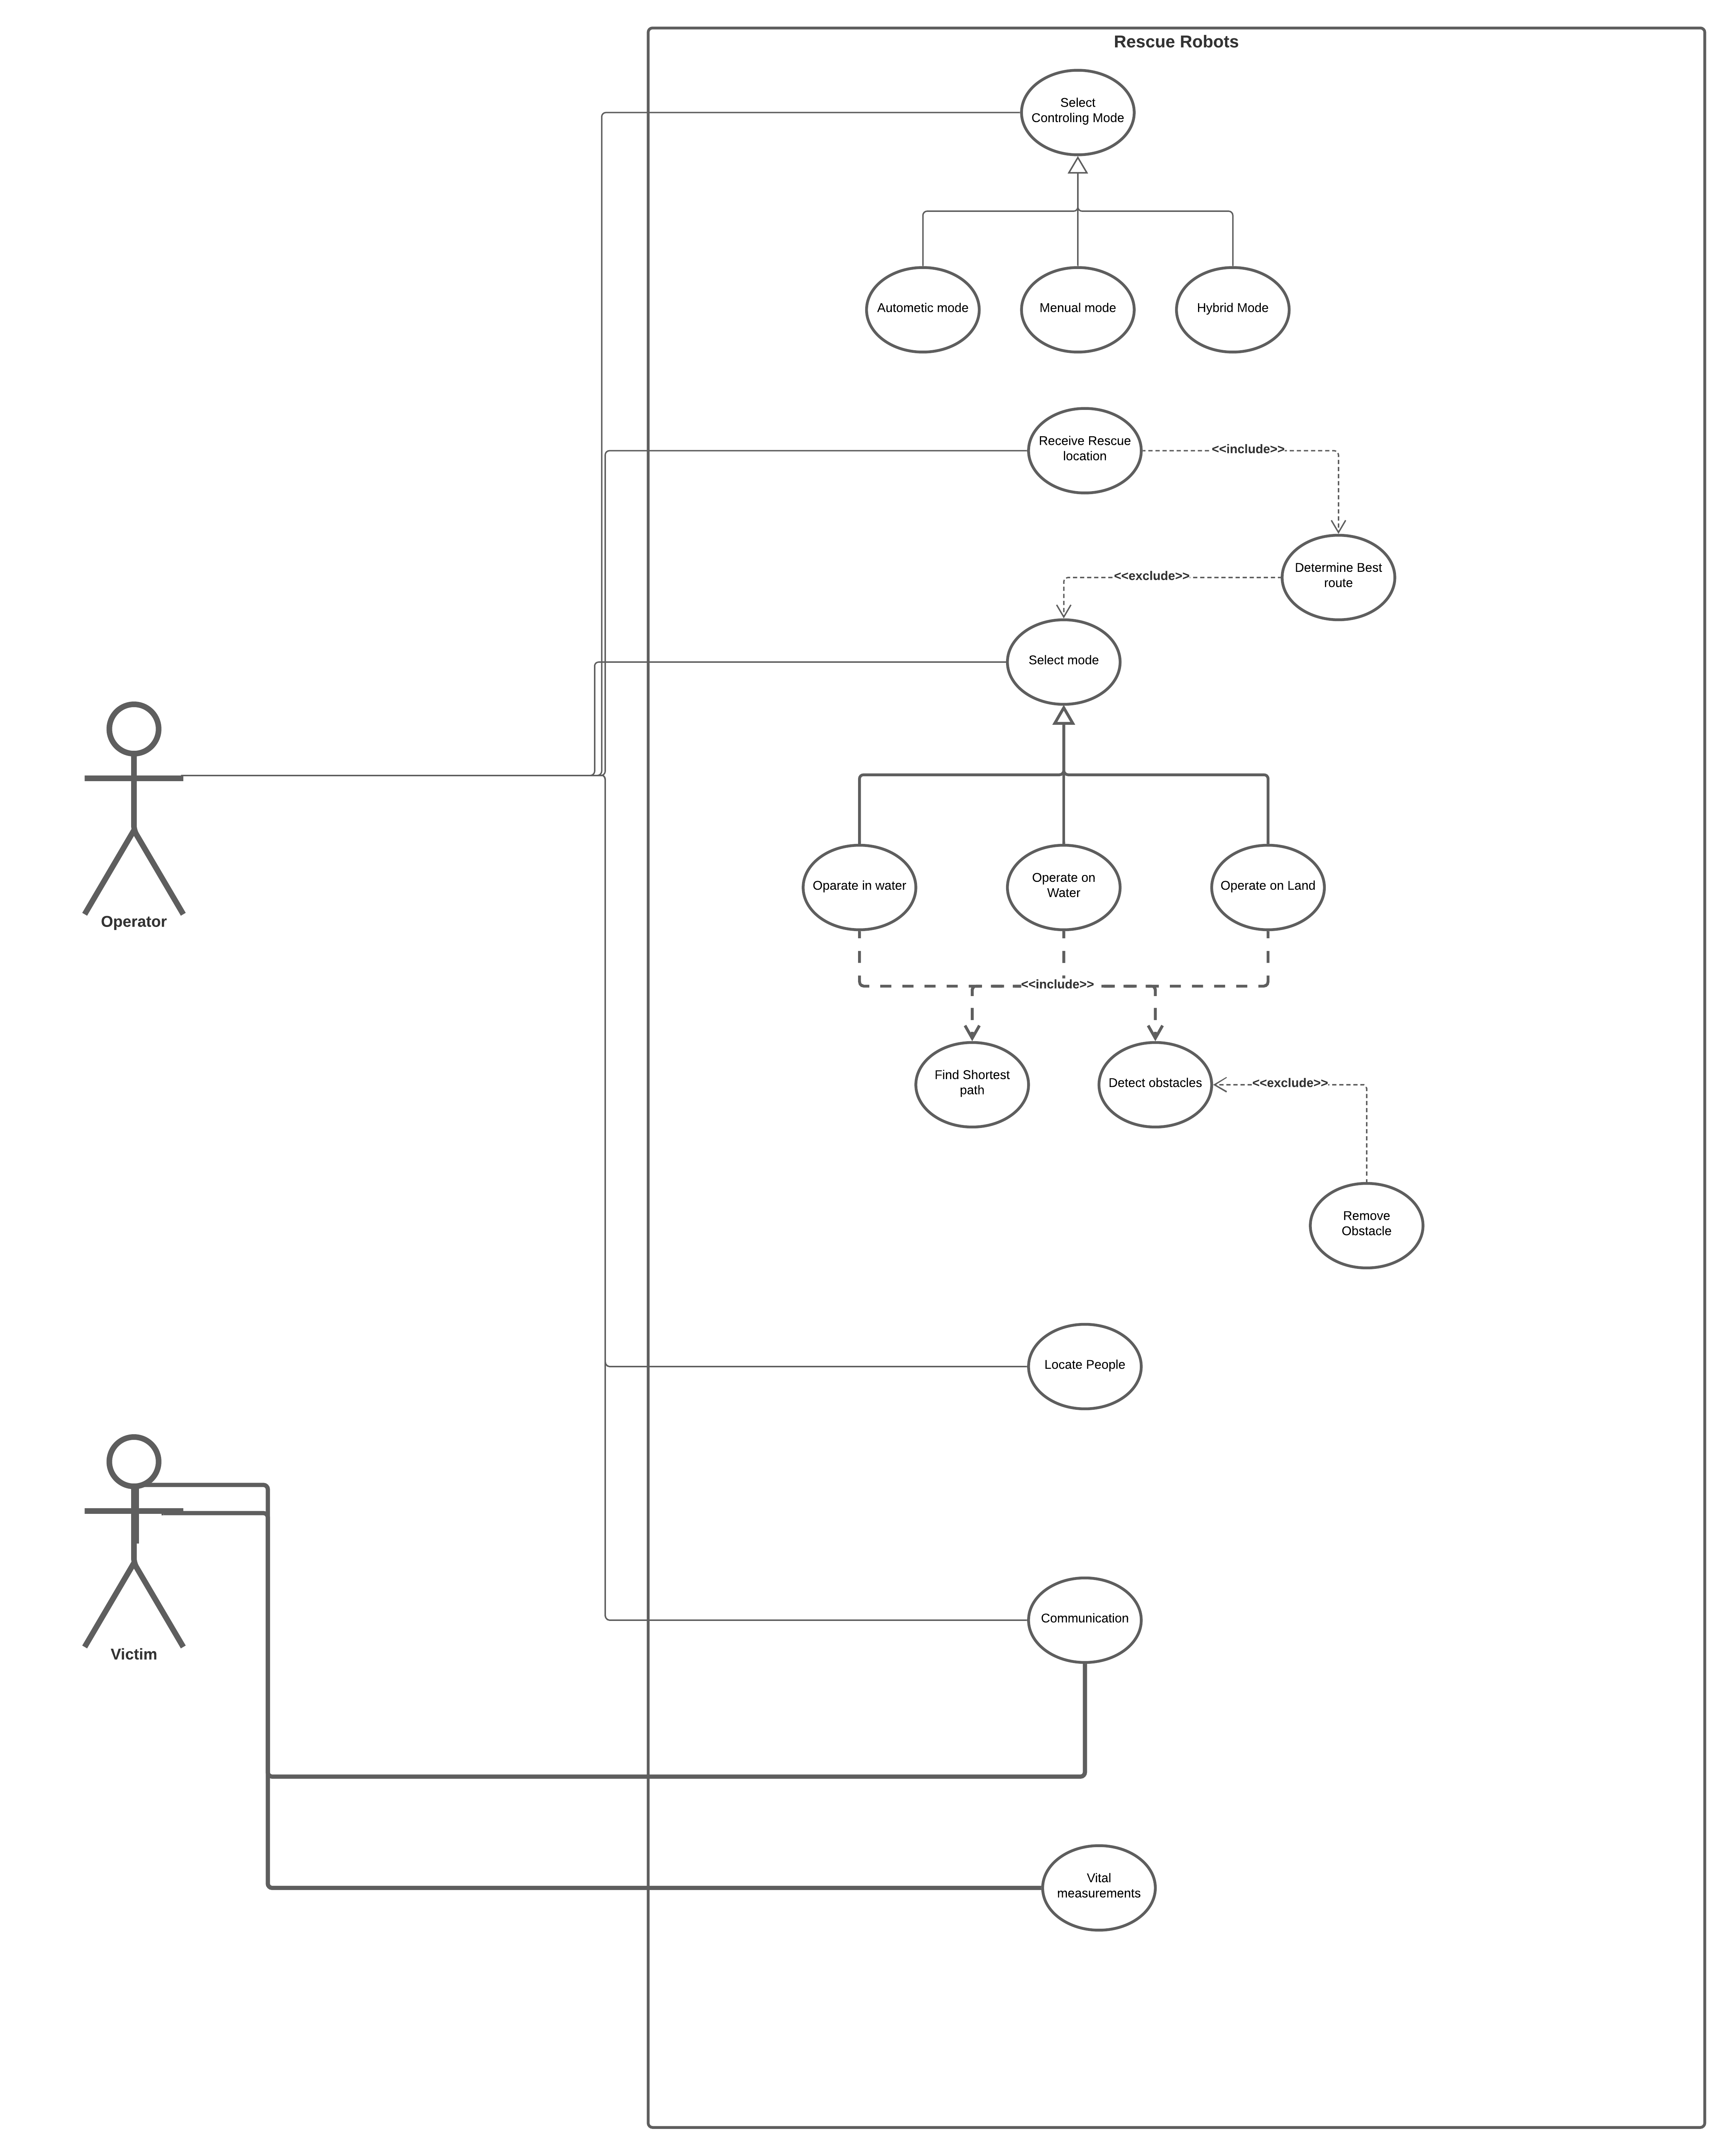 Rescue Robots
Select
Controling Mode
Autometic mode
Menual mode
Hybrid Mode
Receive Rescue
location
<<include>>
Determine Best
route
<<exclude>>
Select mode
Operator
Oparate in water
Operate on
Water
Operate on Land
<<include>>
Find Shortest
path
Detect obstacles
<<exclude>>
Remove
Obstacle
Locate People
Victim
Communication
Vital
measurements